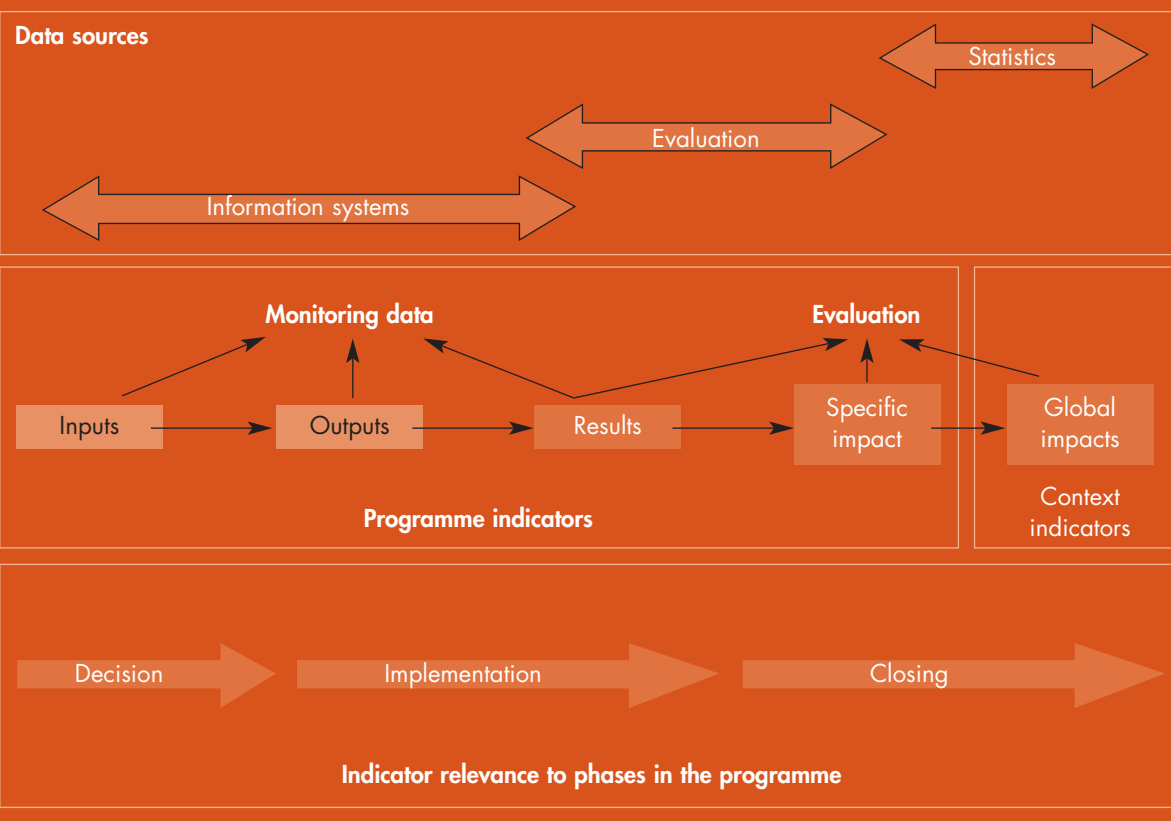 Data sources
Statistics
Evaluation
Information systems
Monitoring data
Evaluation
Inputs
Outputs
Results
Specific
impact
Global
impacts
Programme indicators
Context
indicators
Decision
Implementation
Closing
Indicator relevance to phases in the programme